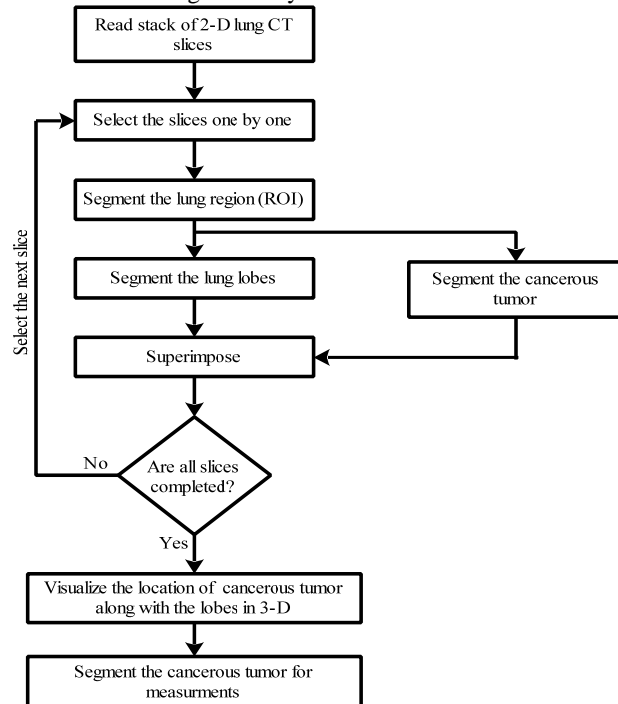 Read stack of 2-D lung CT
slices
Select the slices one by one
Segment the lung region (ROI)
Segment the lung lobes
Segment the cancerous
tumor
Superimpose
Select the next slice
No
Are all slices
completed?
Yes
Visualize the location of cancerous tumor
along with the lobes in 3-D
Segment the cancerous tumor for
measurments